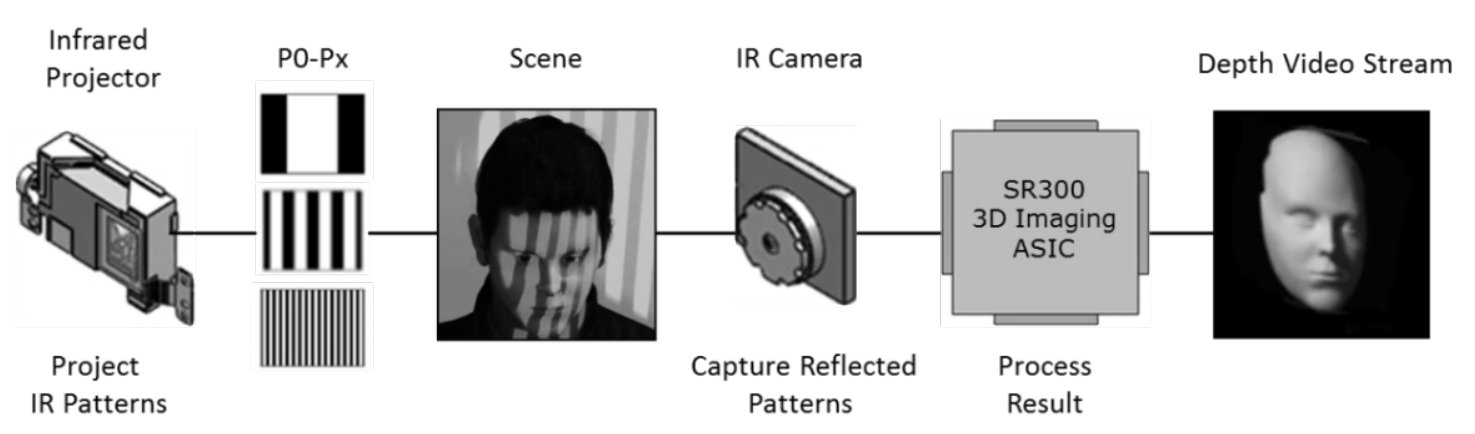 Infrared
Projector
P0-Px
Scene
IR Camera
Depth Video Stream
SR300
3D Imaging
ASIC
Project
IR Patterns
Capture Reflected
Patterns
Process
Result